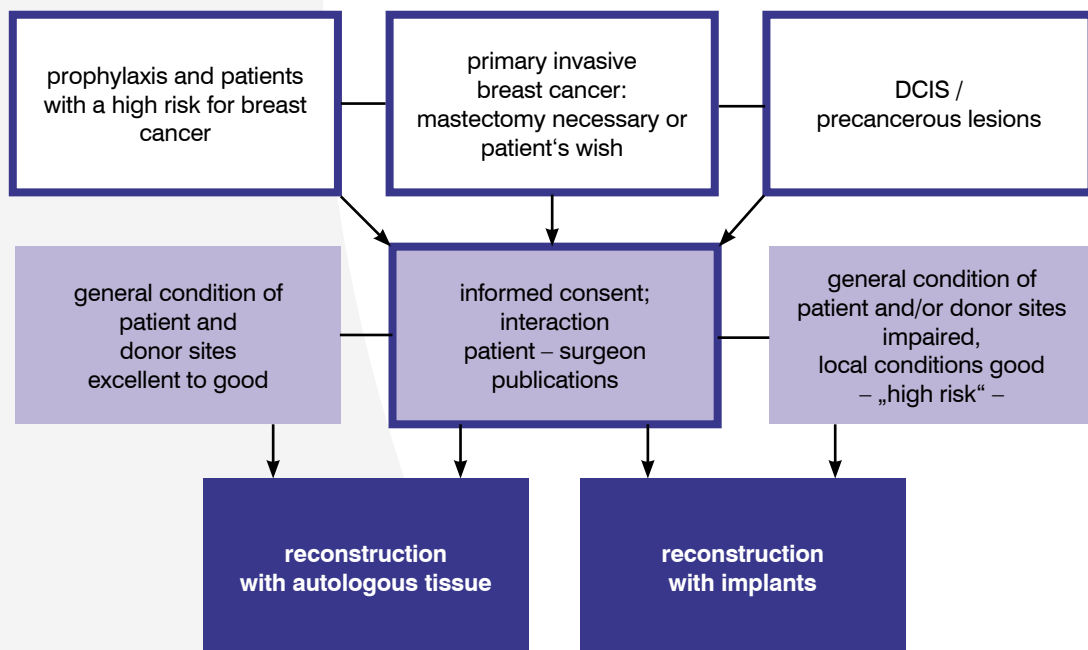 prophylaxis and patients
with a high risk for breast
cancer
primary invasive
breast cancer:
mastectomy necessary or
patient‘s wish
DCIS /
precancerous lesions
general condition of
patient and
donor sites
excellent to good
informed consent;
interaction
patient – surgeon
publications
general condition of
patient and/or donor sites
impaired,
local conditions good
– „high risk“ –
reconstruction
with autologous tissue
reconstruction
with implants